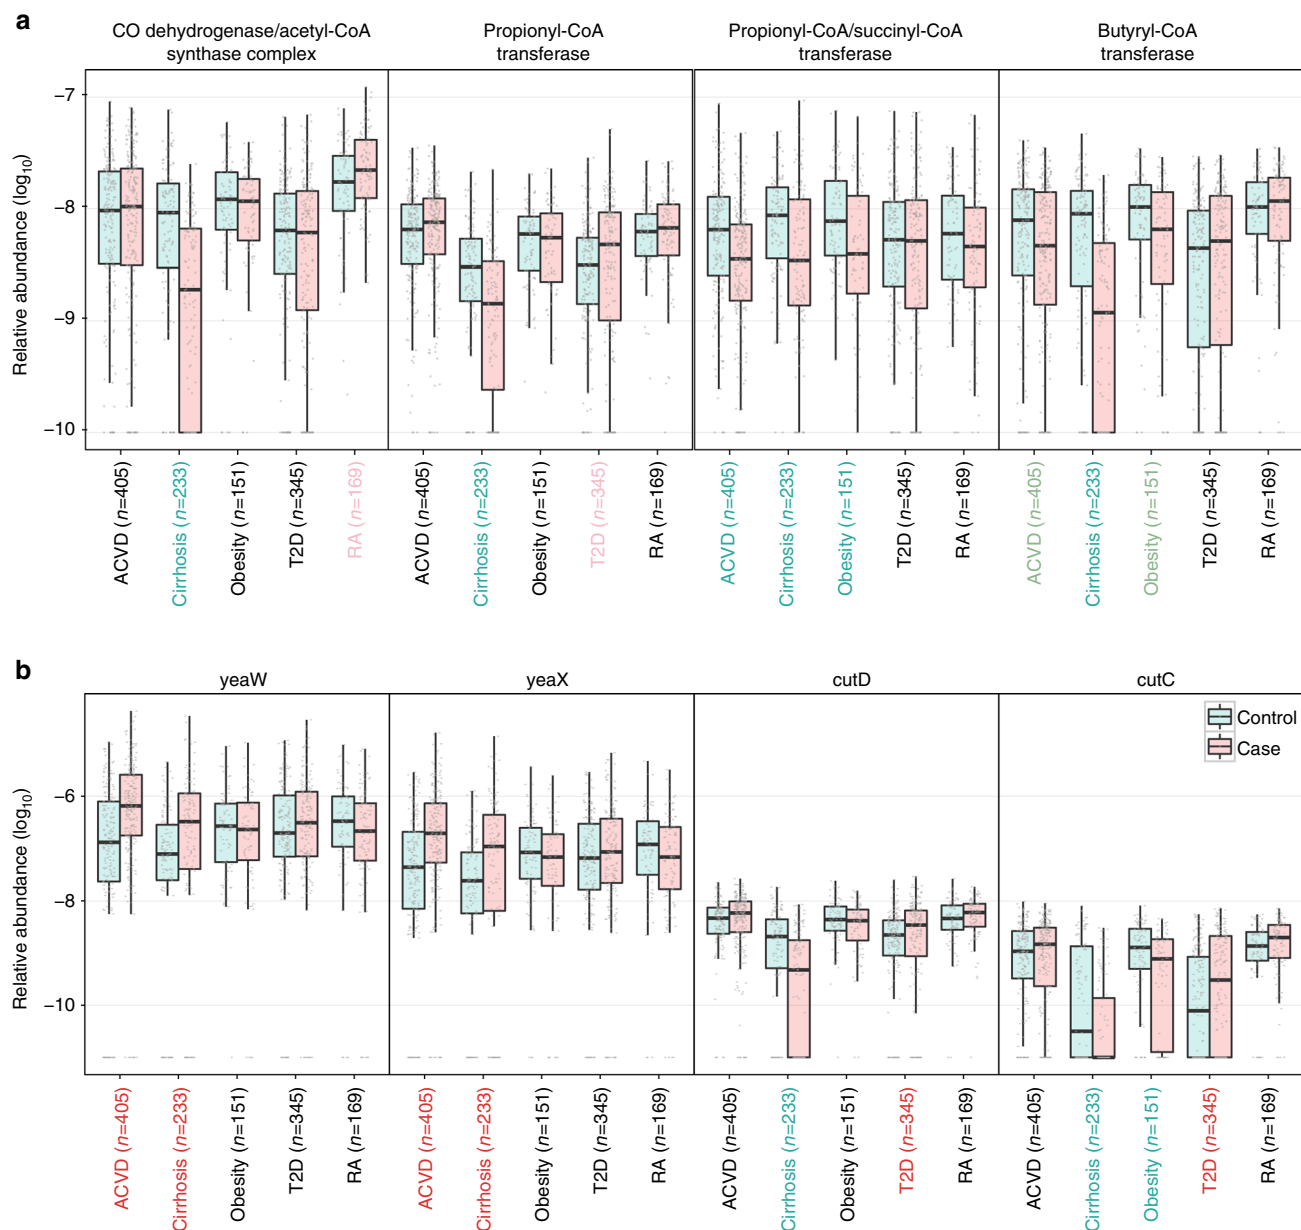 a
CO dehydrogenase/acetyl-CoA
synthase complex
Propionyl-CoA
transferase
Propionyl-CoA/succinyl-CoA
transferase
Butyryl-CoA
transferase
Relative abundance (log10)
−7
−8
−9
−10
ACVD (n=405)
Cirrhosis (n=233)
Obesity (n=151)
T2D (n=345)
RA (n=169)
ACVD (n=405)
Cirrhosis (n=233)
Obesity (n=151)
T2D (n=345)
RA (n=169)
ACVD (n=405)
Cirrhosis (n=233)
Obesity (n=151)
T2D (n=345)
RA (n=169)
ACVD (n=405)
Cirrhosis (n=233)
Obesity (n=151)
T2D (n=345)
RA (n=169)
b
yeaW
yeaX
cutD
cutC
Relative abundance (log10)
−6
−8
−10
Control
Case
ACVD (n=405)
Cirrhosis (n=233)
Obesity (n=151)
T2D (n=345)
RA (n=169)
ACVD (n=405)
Cirrhosis (n=233)
Obesity (n=151)
T2D (n=345)
RA (n=169)
ACVD (n=405)
Cirrhosis (n=233)
Obesity (n=151)
T2D (n=345)
RA (n=169)
ACVD (n=405)
Cirrhosis (n=233)
Obesity (n=151)
T2D (n=345)
RA (n=169)